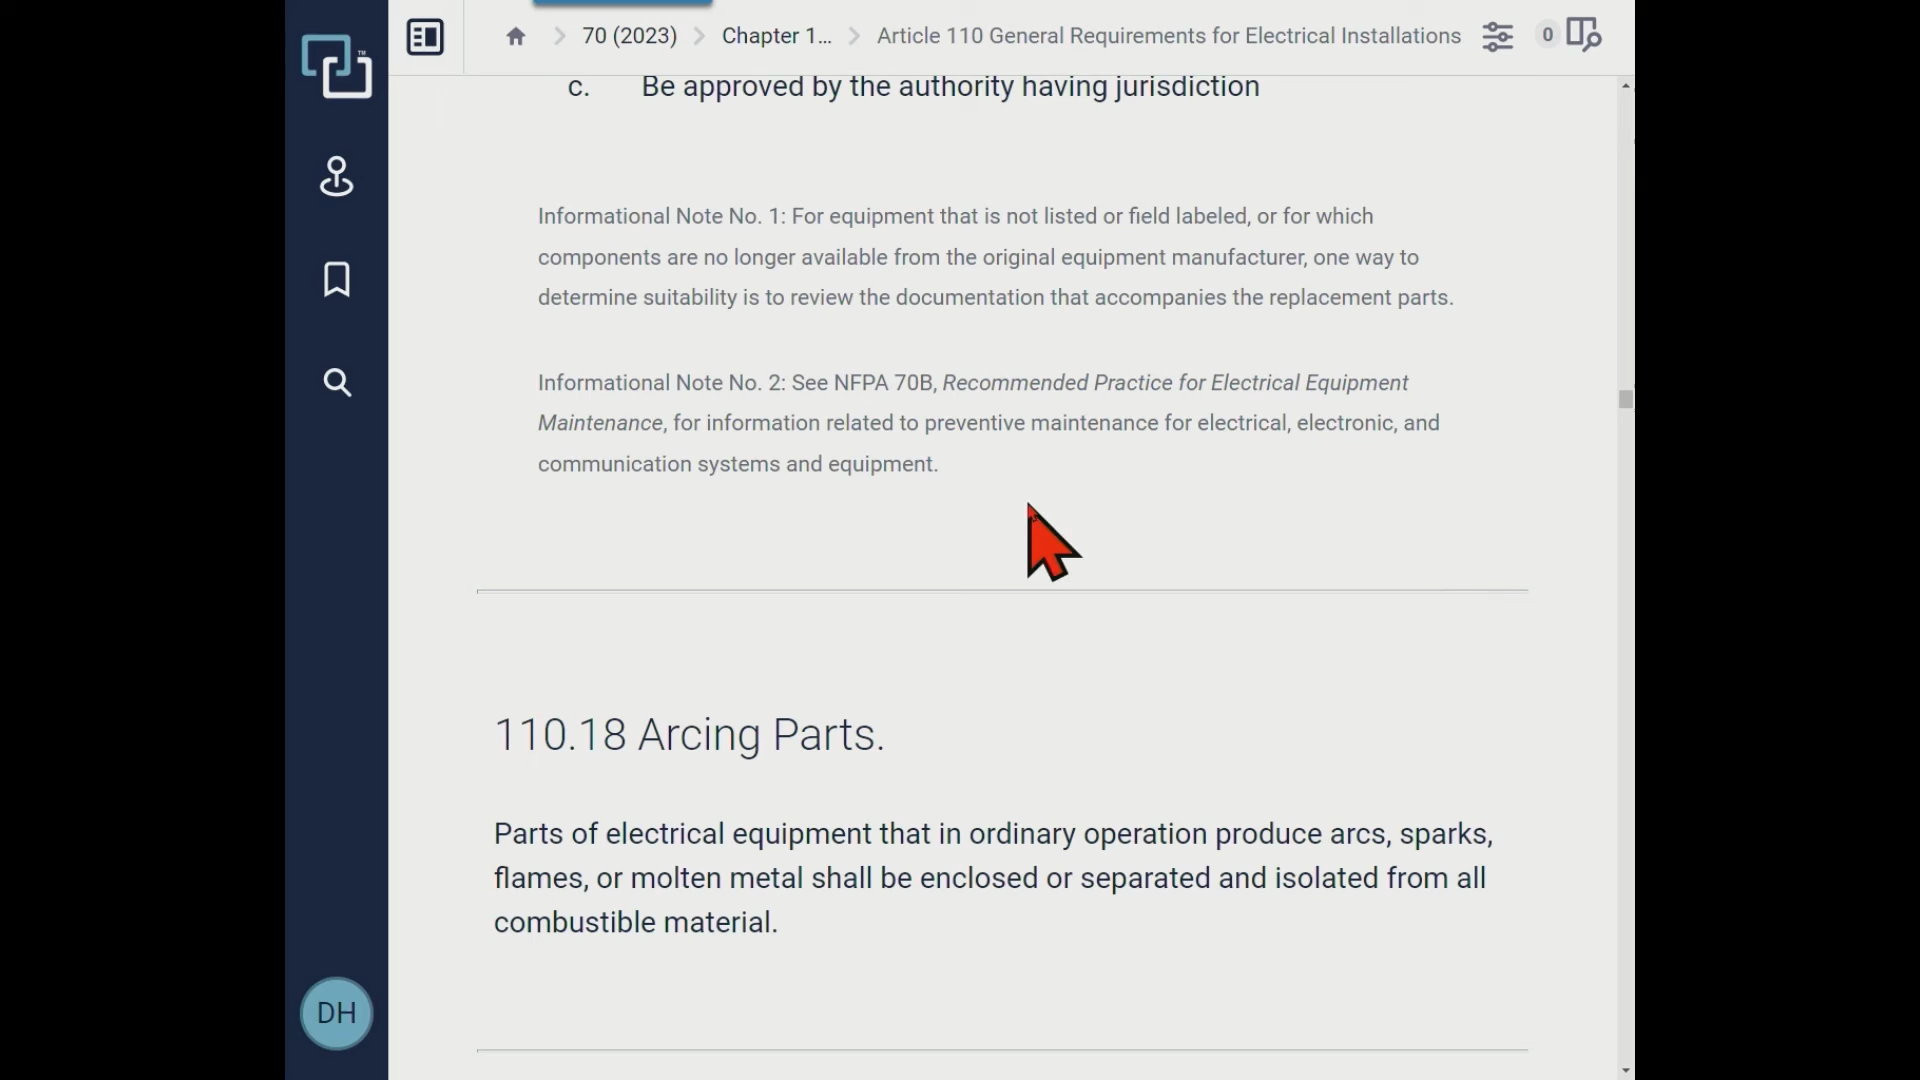 70 (2023) Chapter 1... Article 110 General Requirements for Electrical Installations 0
™
c. Be approved by the authority having jurisdiction
Informational Note No. 1: For equipment that is not listed or field labeled, or for which
components are no longer available from the original equipment manufacturer, one way to
determine suitability is to review the documentation that accompanies the replacement parts.
Informational Note No. 2: See NFPA 70B, Recommended Practice for Electrical Equipment
Maintenance, for information related to preventive maintenance for electrical, electronic, and
communication systems and equipment.
110.18 Arcing Parts.
Parts of electrical equipment that in ordinary operation produce arcs, sparks,
flames, or molten metal shall be enclosed or separated and isolated from all
combustible material.
DH